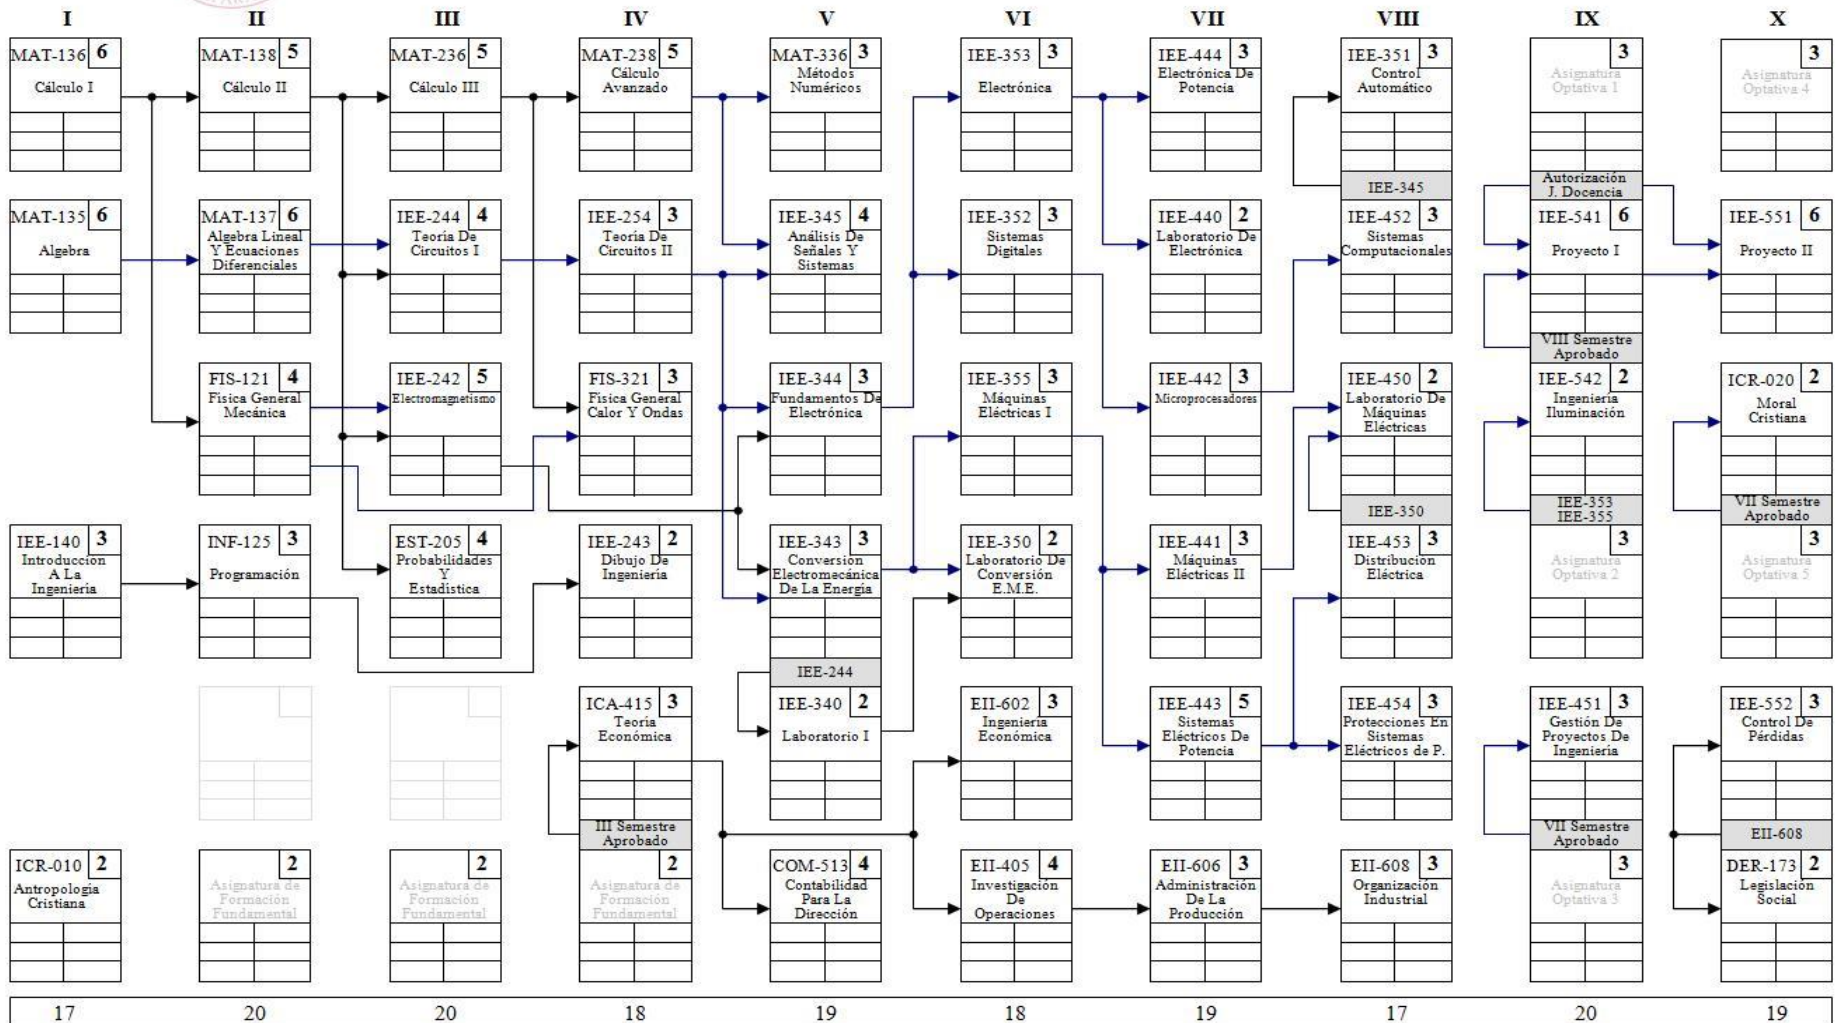 I
II
III
IV
V
VI
VII
VIII
IX
X
MAT-136 6
Cálculo I
MAT-138 5
Cálculo II
MAT-236 5
Cálculo III
MAT-238 5
Cálculo
Avanzado
MAT-336 3
Métodos
Numéricos
IEE-353 3
Electrónica
IEE-444 3
Electrónica De
Potencia
IEE-351 3
Control
Automático
3
Asignatura
Optativa 1
3
Asignatura
Optativa 4
IEE-345
Autorización
J. Docencia
MAT-135 6
Algebra
MAT-137 6
Algebra Lineal
Y Ecuaciones
Diferenciales
IEE-244 4
Teoría De
Circuitos I
IEE-254 3
Teoría De
Circuitos II
IEE-345 4
Análisis De
Señales Y
Sistemas
IEE-352 3
Sistemas
Digitales
IEE-440 2
Laboratorio De
Electrónica
IEE-452 3
Sistemas
Computacionales
IEE-541 6
Proyecto I
IEE-551 6
Proyecto II
VIII Semestre
Aprobado
FIS-121 4
Física General
Mecánica
IEE-242 5
Electromagnetismo
FIS-321 3
Física General
Calor Y Ondas
IEE-344 3
Fundamentos De
Electrónica
IEE-355 3
Máquinas
Eléctricas I
IEE-442 3
Microprocesadores
IEE-450 2
Laboratorio De
Máquinas
Eléctricas
IEE-542 2
Ingeniería
Iluminación
ICR-020 2
Moral
Cristiana
IEE-350
IEE-353
IEE-355
VII Semestre
Aprobado
IEE-140 3
Introducción
A La
Ingeniería
INF-125 3
Programación
EST-205 4
Probabilidades
Y
Estadística
IEE-243 2
Dibujo De
Ingeniería
IEE-343 3
Conversión
Electromecánica
De La Energía
IEE-350 2
Laboratorio De
Conversión
E.M.E.
IEE-441 3
Máquinas
Eléctricas II
IEE-453 3
Distribución
Eléctrica
3
Asignatura
Optativa 2
3
Asignatura
Optativa 5
IEE-244
ICA-415 3
Teoría
Económica
IEE-340 2
Laboratorio I
EII-602 3
Ingeniería
Económica
IEE-443 5
Sistemas
Eléctricos De
Potencia
IEE-454 3
Protecciones En
Sistemas
Eléctricos de P.
IEE-451 3
Gestión De
Proyectos De
Ingeniería
IEE-552 3
Control De
Pérdidas
III Semestre
Aprobado
VII Semestre
Aprobado
EII-608
ICR-010 2
Antropología
Cristiana
2
Asignatura de
Formación
Fundamental
2
Asignatura de
Formación
Fundamental
2
Asignatura de
Formación
Fundamental
COM-513 4
Contabilidad
Para La
Dirección
EII-405 4
Investigación
De
Operaciones
EII-606 3
Administración
De La
Producción
EII-608 3
Organización
Industrial
3
Asignatura
Optativa 3
DER-173 2
Legislación
Social
17
20
20
18
19
18
19
17
20
19